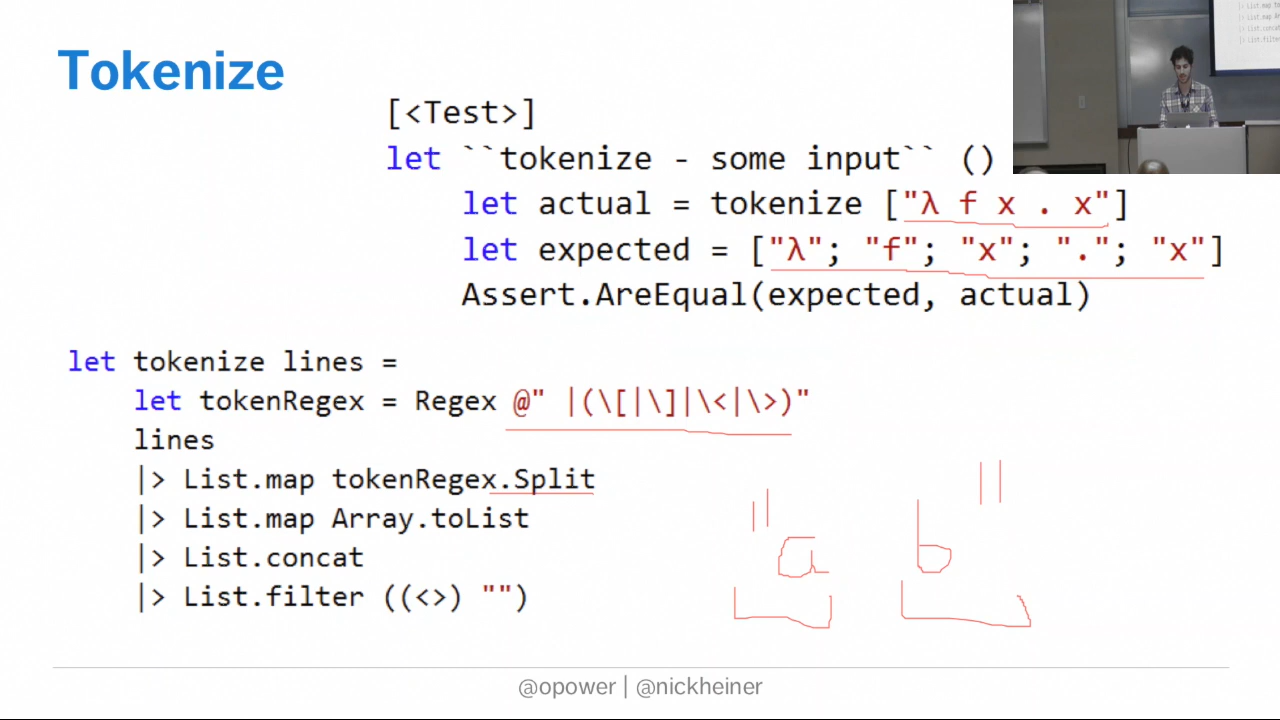 Tokenize
[<Test>]
let ``tokenize - some input`` ()
let actual = tokenize ["λ f x . x"]
let expected = ["λ"; "f"; "x"; "."; "x"]
Assert.AreEqual(expected, actual)
let tokenize lines =
let tokenRegex = Regex @" |(\[|\]|\<|\>)"
lines
|> List.map tokenRegex.Split
|> List.map Array.toList
|> List.concat
|> List.filter ((<>) "")
"a b"
@opower | @nickheiner